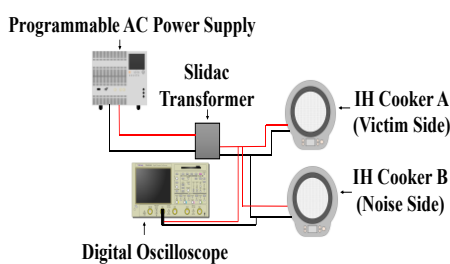 Programmable AC Power Supply
Slidac
Transformer
IH Cooker A
(Victim Side)
IH Cooker B
(Noise Side)
Digital Oscilloscope